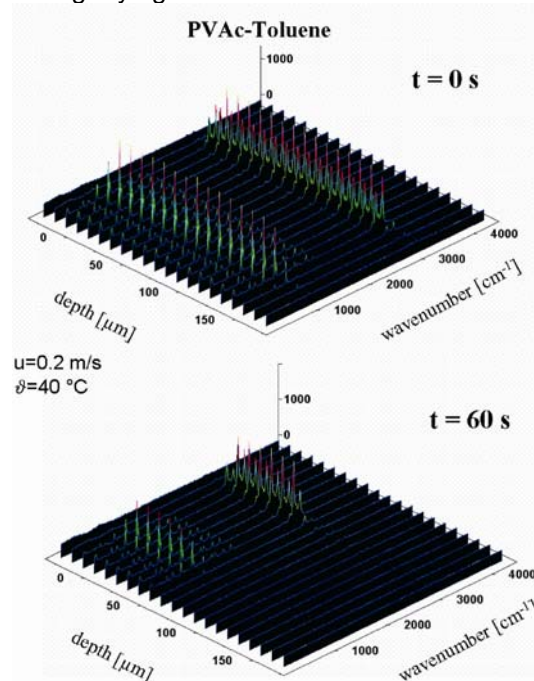 PVAc-Toluene
1000
t = 0 s
0
4000
0
3000
50
2000
100
1000
150
depth [µm]
wavenumber [cm⁻¹]
u=0.2 m/s
ϑ=40 °C
1000
t = 60 s
0
4000
0
3000
50
2000
100
1000
150
depth [µm]
wavenumber [cm⁻¹]